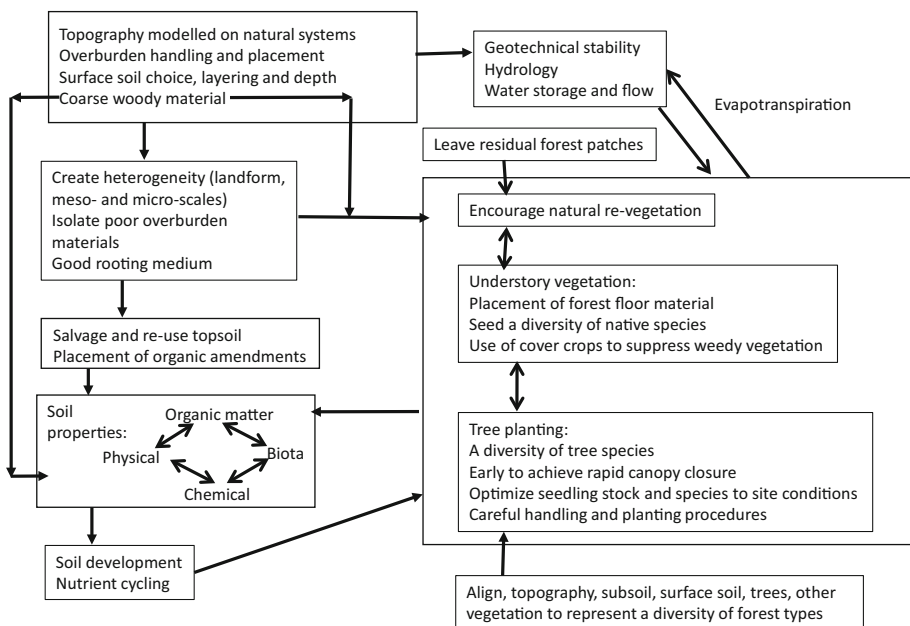 Topography modelled on natural systems
Overburden handling and placement
Surface soil choice, layering and depth
Coarse woody material
Geotechnical stability
Hydrology
Water storage and flow
Evapotranspiration
Leave residual forest patches
Create heterogeneity (landform,
meso- and micro-scales)
Isolate poor overburden
materials
Good rooting medium
Encourage natural re-vegetation
Understory vegetation:
Placement of forest floor material
Seed a diversity of native species
Use of cover crops to suppress weedy vegetation
Salvage and re-use topsoil
Placement of organic amendments
Soil
properties:
Organic matter
Physical
Biota
Chemical
Tree planting:
A diversity of tree species
Early to achieve rapid canopy closure
Optimize seedling stock and species to site conditions
Careful handling and planting procedures
Soil development
Nutrient cycling
Align, topography, subsoil, surface soil, trees, other
vegetation to represent a diversity of forest types